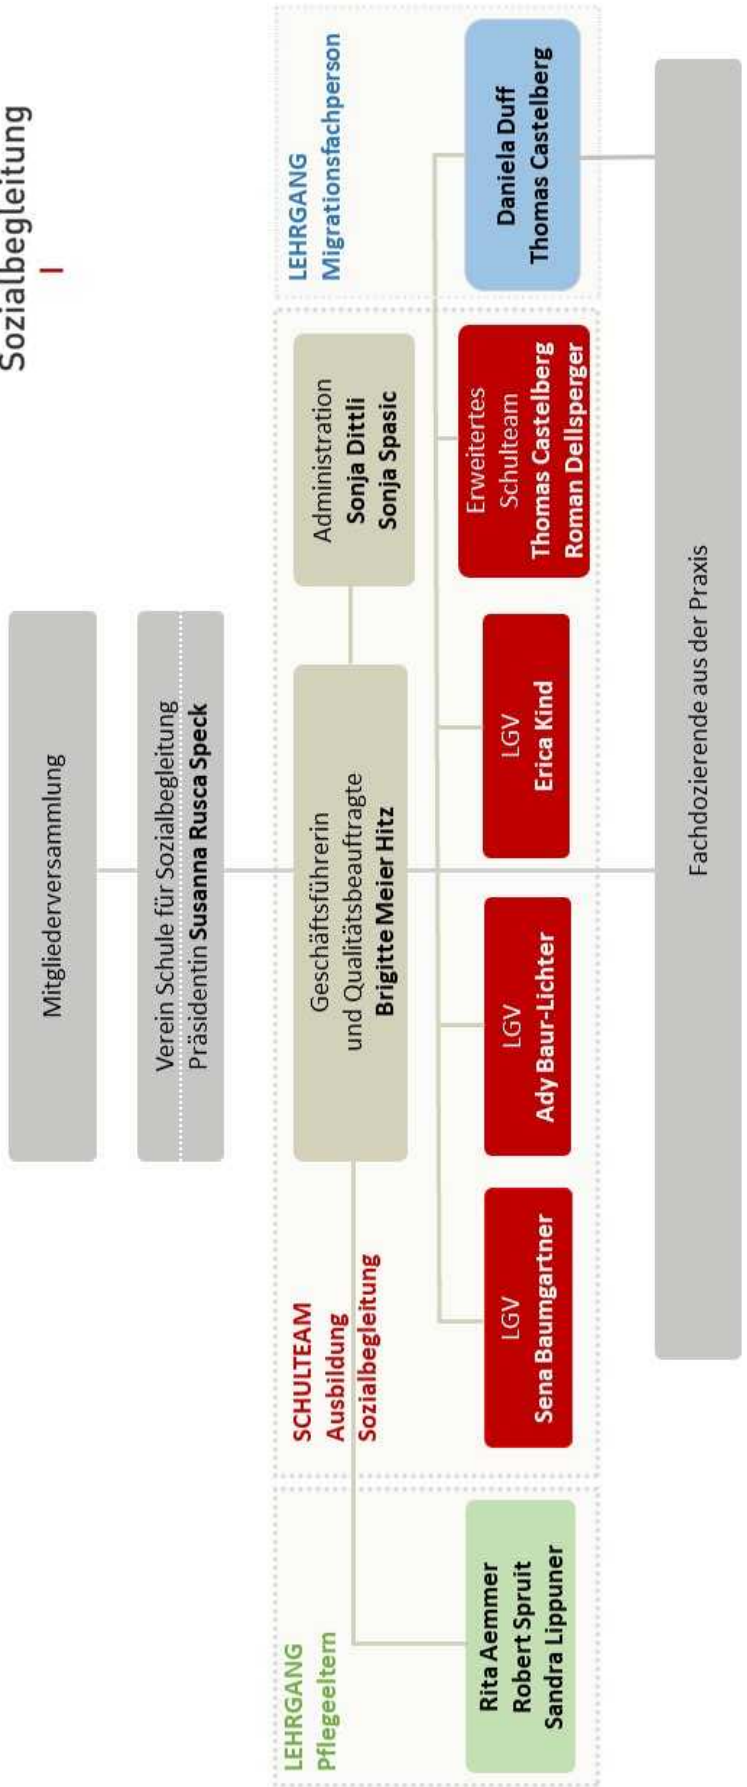 Sozialbegleitung
Mitgliederversammlung
Verein Schule für Sozialbegleitung
Präsidentin Susanna Rusca Speck
LEHRGANG
Pflegeeltern
SCHULTEAM
Ausbildung
Sozialbegleitung
Geschäftsführerin
und Qualitätsbeauftragte
Brigitte Meier Hitz
Administration
Sonja Dittli
Sonja Spasic
LEHRGANG
Migrationsfachperson
Rita Aemmer
Robert Spruit
Sandra Lippuner
LGV
Sena Baumgartner
LGV
Ady Baur-Lichter
LGV
Erica Kind
Erweitertes
Schulteam
Thomas Castelberg
Roman Dellsperger
Daniela Duff
Thomas Castelberg
Fachdozierende aus der Praxis